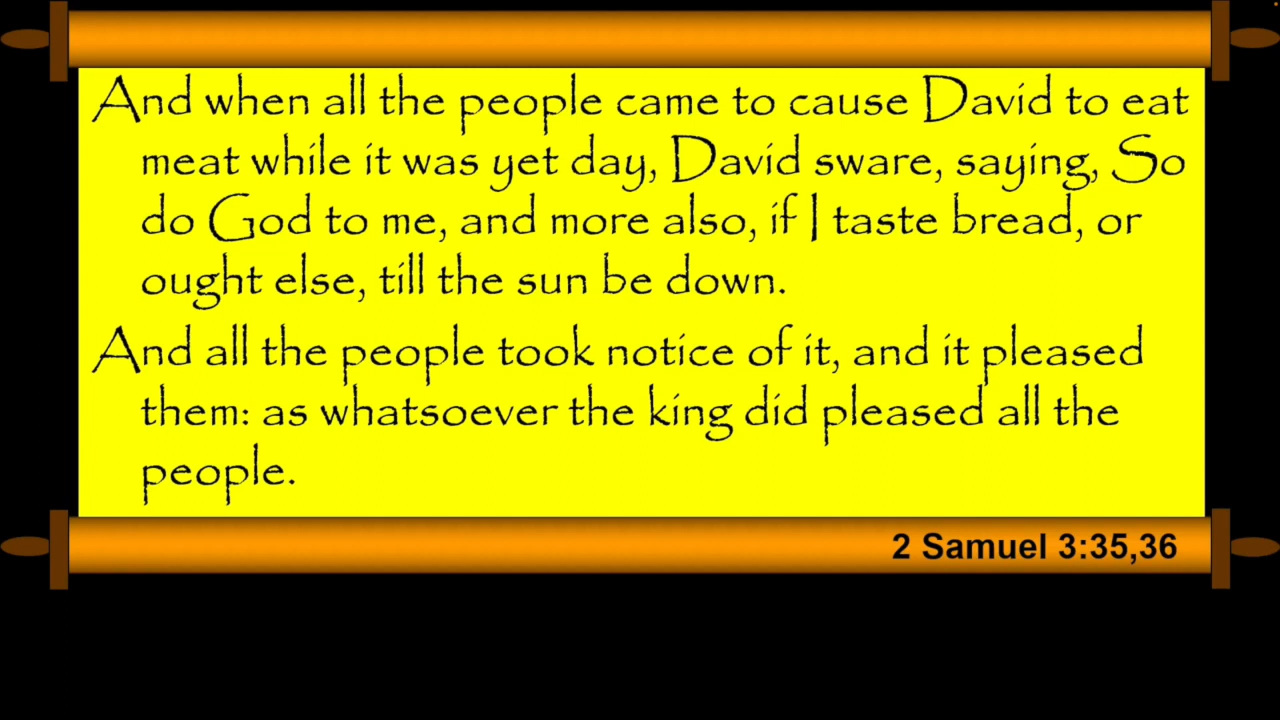 And when all the people came to cause David to eat
meat while it was yet day, David sware, saying, So
do God to me, and more also, if I taste bread, or
ought else, till the sun be down.
And all the people took notice of it, and it pleased
them: as whatsoever the king did pleased all the
people.
2 Samuel 3:35,36